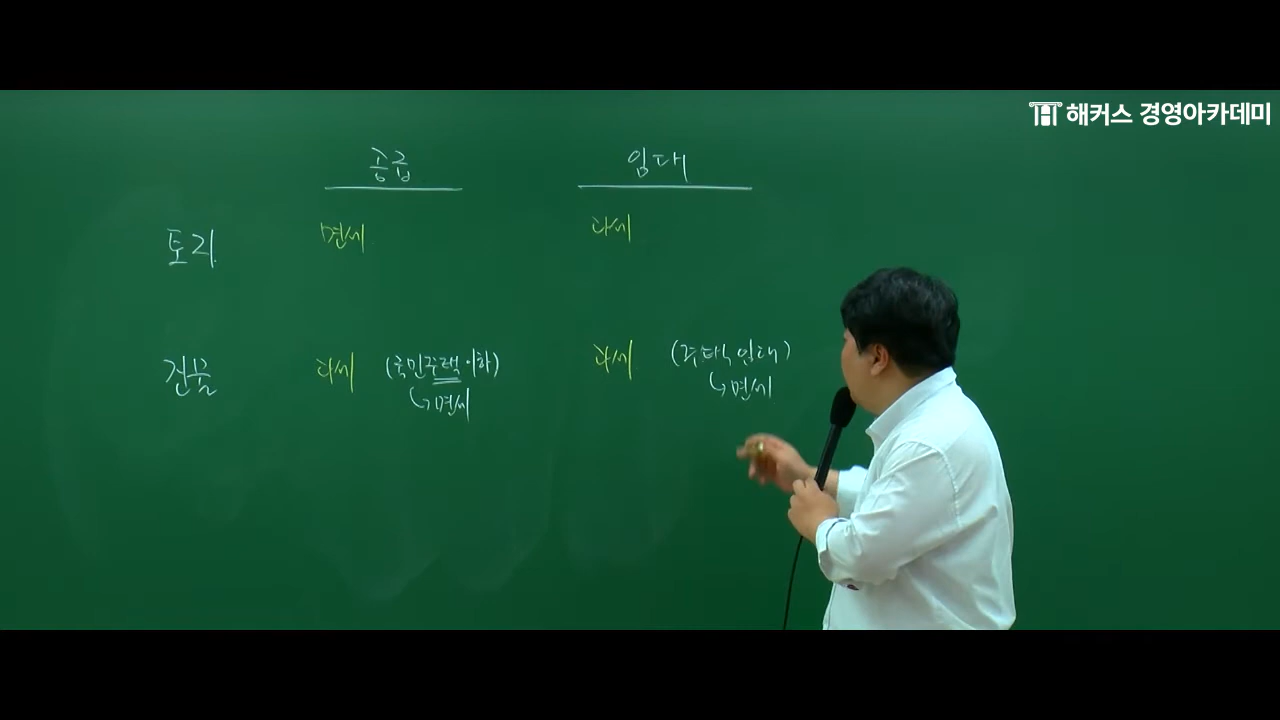 해커스 경영아카데미
공급 임대
토지 면세 과세
건물 과세 (국민주택 이하) 과세 (주택 임대)
↳면세 ↳면세